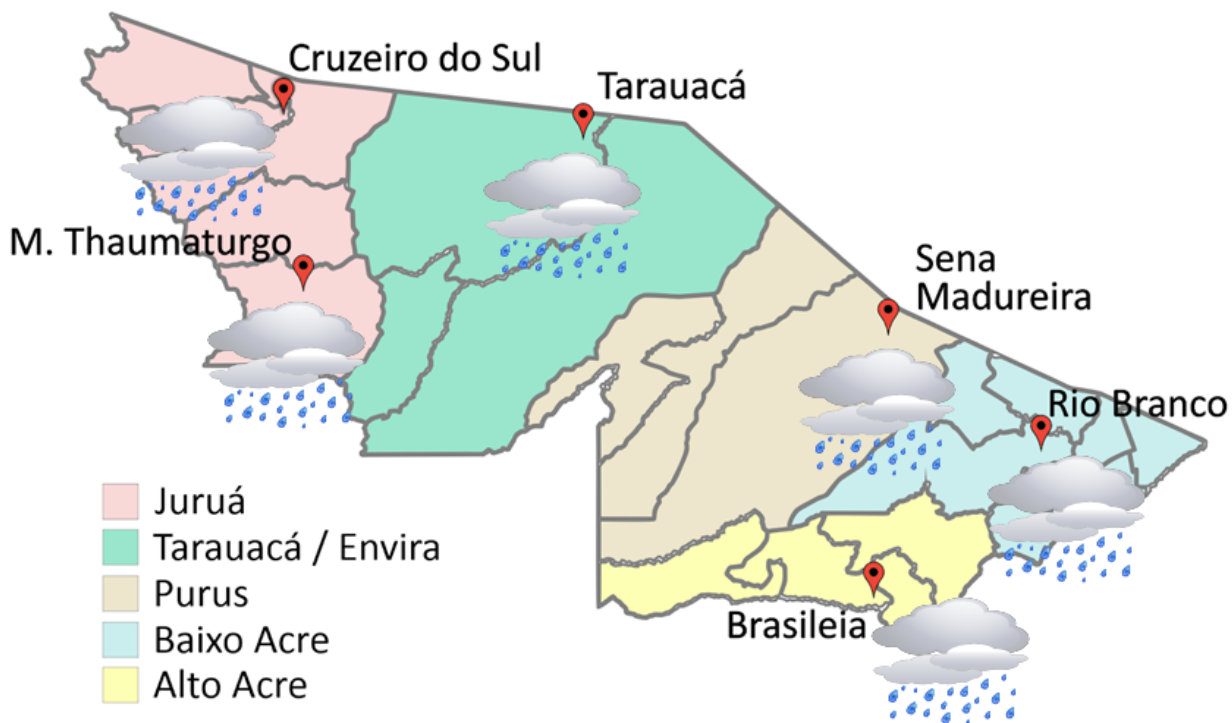 Cruzeiro do Sul
Tarauacá
M. Thaumaturgo
Sena
Madureira
Rio Branco
Brasileia
Juruá
Tarauacá / Envira
Purus
Baixo Acre
Alto Acre